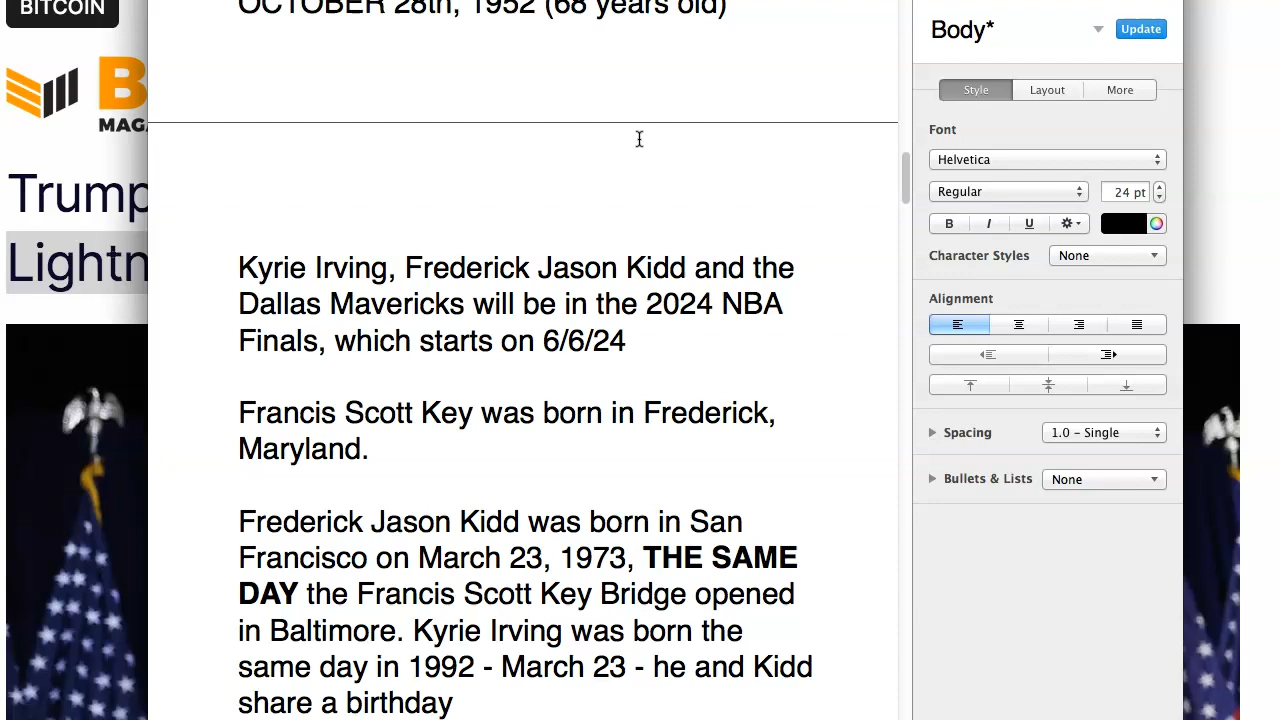 BITCOIN
OCTOBER 28th, 1952 (68 years old)
B
MAGA
Trump
Lightn
Kyrie Irving, Frederick Jason Kidd and the
Dallas Mavericks will be in the 2024 NBA
Finals, which starts on 6/6/24
Francis Scott Key was born in Frederick,
Maryland.
Frederick Jason Kidd was born in San
Francisco on March 23, 1973, THE SAME
DAY the Francis Scott Key Bridge opened
in Baltimore. Kyrie Irving was born the
same day in 1992 - March 23 - he and Kidd
share a birthday
Body*
Update
Style Layout More
Font
Helvetica
Regular 24 pt
B I U
Character Styles None
Alignment
Spacing 1.0 – Single
Bullets & Lists None